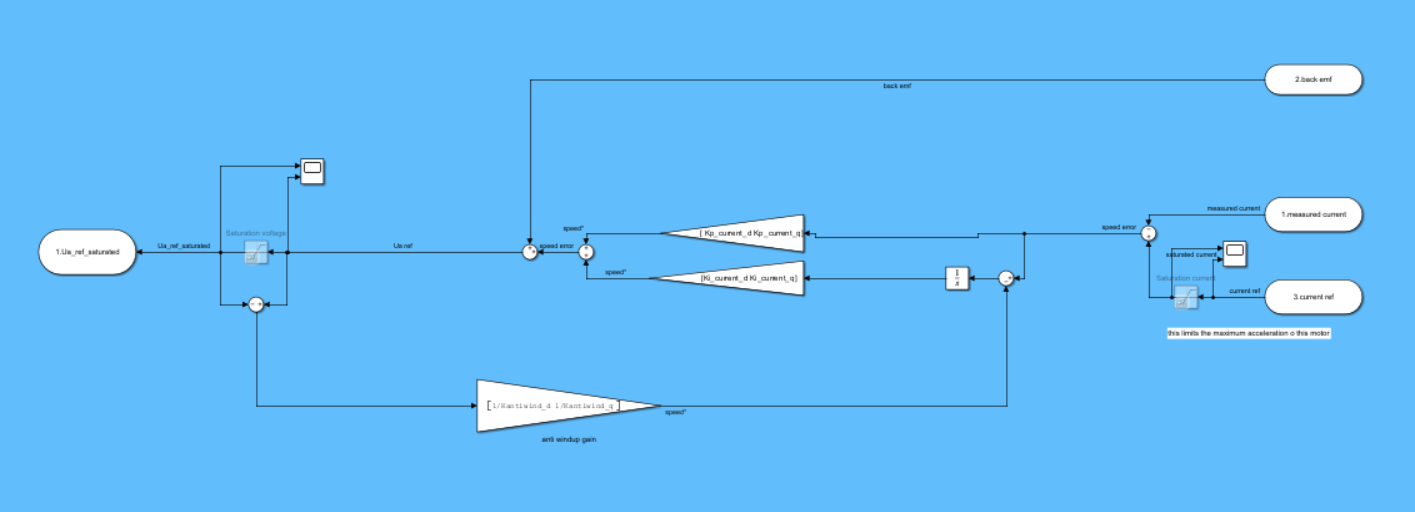 2.back emf
back emf
measured current
1.measured current
Saturation voltage
speed*
[ Kp_current_d Kp_current_q]
speed error
Ua_ref_saturated
Ua ref
speed error
1.Ua_ref_saturated
saturated current
speed*
[Ki_current_d Ki_current_q]
1
s
Saturation current
current ref
3.current ref
this limits the maximum acceleration o this motor
[1/Kantiwind_d 1/Kantiwind_q ]
speed*
anti windup gain